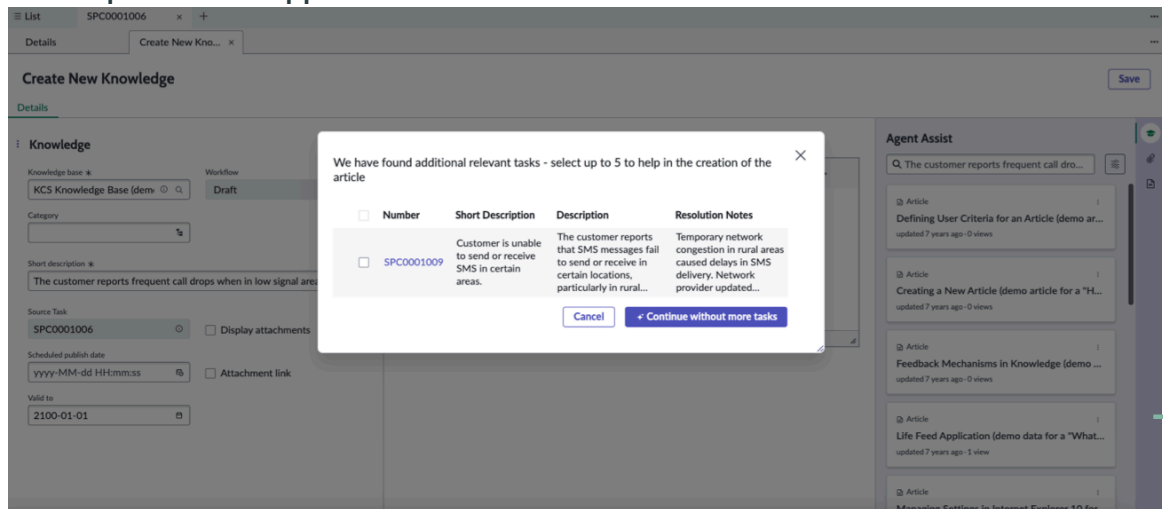 List
SPC0001006
Details
Create New Kno...
Create New Knowledge
Save
Details
Knowledge
Knowledge base
Workflow
KCS Knowledge Base (dem
Draft
Category
Short description
The customer reports frequent call drops when in low signal area
Source Task
SPC0001006
Display attachments
Scheduled publish date
yyyy-MM-dd HH:mm:ss
Attachment link
Valid to
2100-01-01
We have found additional relevant tasks - select up to 5 to help in the creation of the
article
Number Short Description Description Resolution Notes
SPC0001009
Customer is unable
to send or receive
SMS in certain
areas.
The customer reports
that SMS messages fail
to send or receive in
certain locations,
particularly in rural...
Temporary network
congestion in rural areas
caused delays in SMS
delivery. Network
provider updated...
Cancel
Continue without more tasks
Agent Assist
The customer reports frequent call dro...
Article
Defining User Criteria for an Article (demo ar...
updated 7 years ago - 0 views
Article
Creating a New Article (demo article for a "H...
updated 7 years ago - 0 views
Article
Feedback Mechanisms in Knowledge (demo ...
updated 7 years ago - 0 views
Article
Life Feed Application (demo data for a "What...
updated 7 years ago - 1 view
Article
Managing Settings in Internet Explorer 10 for